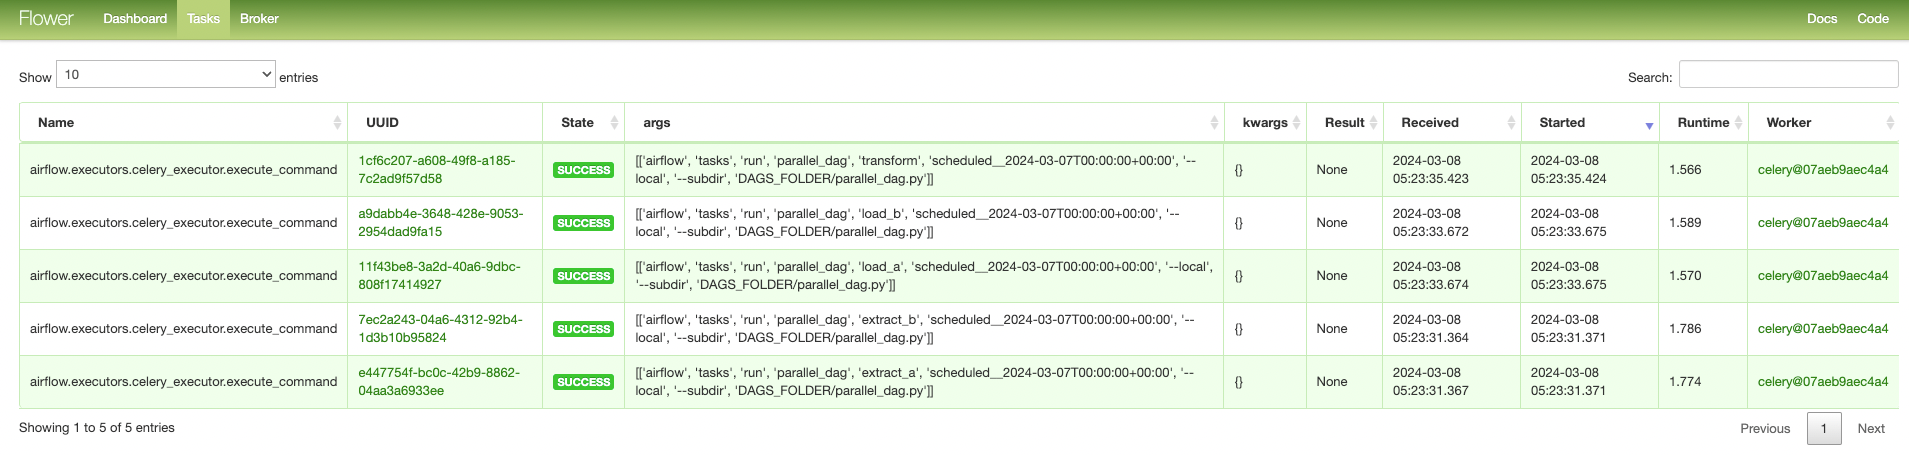 Flower Dashboard Tasks Broker Docs Code
Show 10 entries Search:
Name UUID State args kwargs Result Received Started Runtime Worker
airflow.executors.celery_executor.execute_command 1cf6c207-a608-49f8-a185- SUCCESS [['airflow', 'tasks', 'run', 'parallel_dag', 'transform', 'scheduled__2024-03-07T00:00:00+00:00', '-- {} None 2024-03-08 2024-03-08 1.566 celery@07aeb9aec4a4
7c2ad9f57d58 local', '--subdir', 'DAGS_FOLDER/parallel_dag.py']] 05:23:35.423 05:23:35.424
airflow.executors.celery_executor.execute_command a9dabb4e-3648-428e-9053- SUCCESS [['airflow', 'tasks', 'run', 'parallel_dag', 'load_b', 'scheduled__2024-03-07T00:00:00+00:00', '-- {} None 2024-03-08 2024-03-08 1.589 celery@07aeb9aec4a4
2954dad9fa15 local', '--subdir', 'DAGS_FOLDER/parallel_dag.py']] 05:23:33.672 05:23:33.675
airflow.executors.celery_executor.execute_command 11f43be8-3a2d-40a6-9dbc- SUCCESS [['airflow', 'tasks', 'run', 'parallel_dag', 'load_a', 'scheduled__2024-03-07T00:00:00+00:00', '--local', {} None 2024-03-08 2024-03-08 1.570 celery@07aeb9aec4a4
808f17414927 '--subdir', 'DAGS_FOLDER/parallel_dag.py']] 05:23:33.674 05:23:33.675
airflow.executors.celery_executor.execute_command 7ec2a243-04a6-4312-92b4- SUCCESS [['airflow', 'tasks', 'run', 'parallel_dag', 'extract_b', 'scheduled__2024-03-07T00:00:00+00:00', '-- {} None 2024-03-08 2024-03-08 1.786 celery@07aeb9aec4a4
1d3b10b95824 local', '--subdir', 'DAGS_FOLDER/parallel_dag.py']] 05:23:31.364 05:23:31.371
airflow.executors.celery_executor.execute_command e447754f-bc0c-42b9-8862- SUCCESS [['airflow', 'tasks', 'run', 'parallel_dag', 'extract_a', 'scheduled__2024-03-07T00:00:00+00:00', '-- {} None 2024-03-08 2024-03-08 1.774 celery@07aeb9aec4a4
04aa3a6933ee local', '--subdir', 'DAGS_FOLDER/parallel_dag.py']] 05:23:31.367 05:23:31.371
Showing 1 to 5 of 5 entries Previous 1 Next